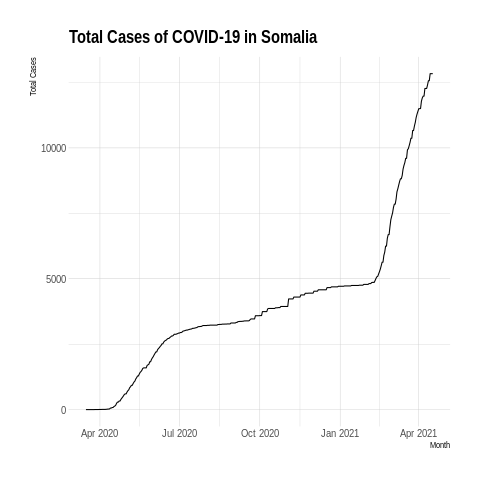 Total Cases of COVID-19 in Somalia
Total Cases
10000
5000
0
Apr 2020 Jul 2020 Oct 2020 Jan 2021 Apr 2021
Month